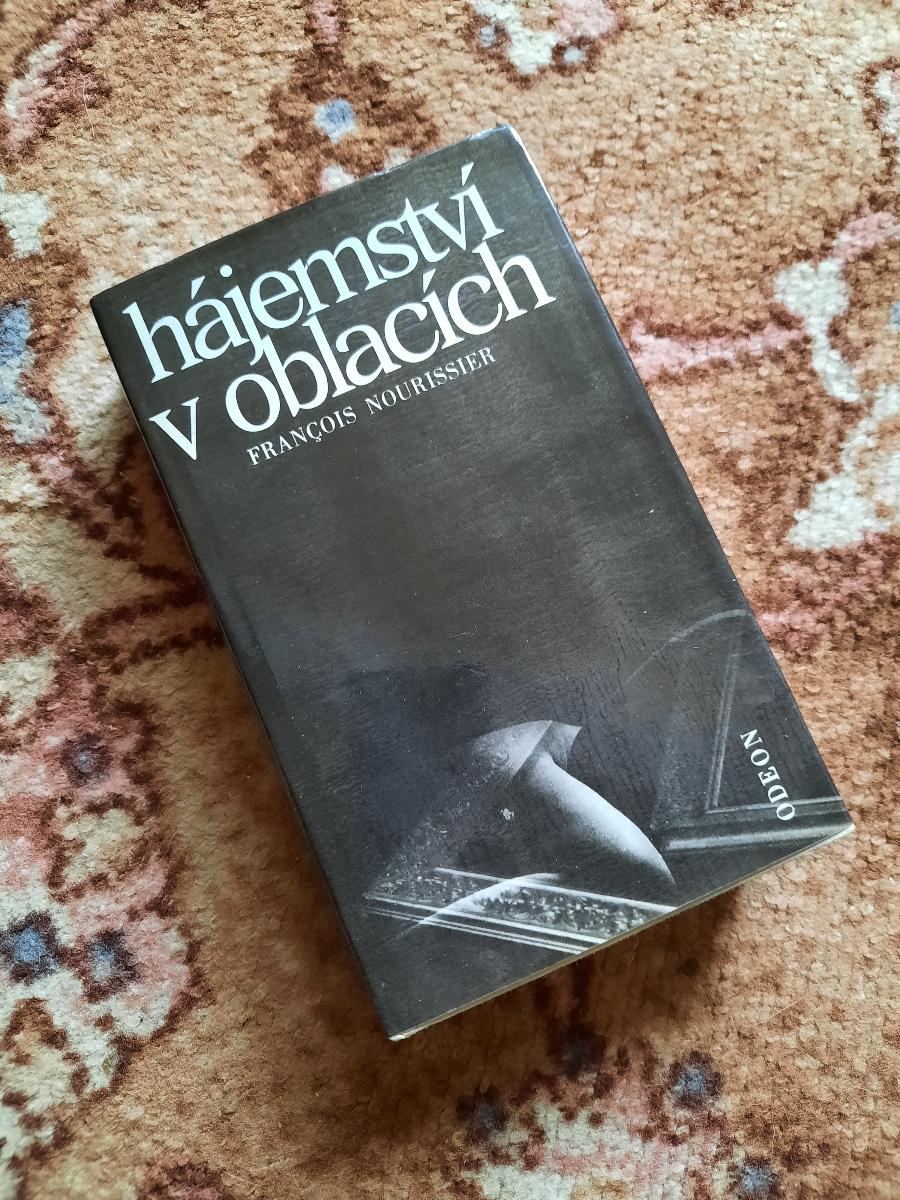 hájemství
v oblacích
FRANÇOIS NOURISSIER
ODEON